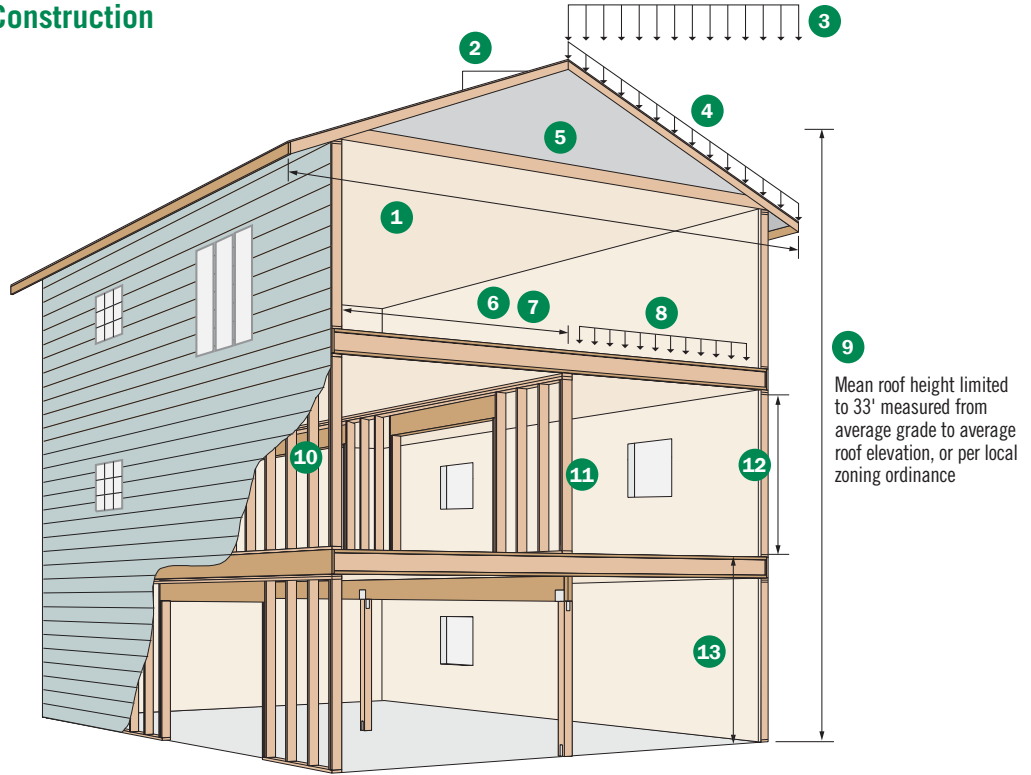 Construction
3
2
4
5
1
6
7
8
9
Mean roof height limited
to 33' measured from
average grade to average
roof elevation, or per local
zoning ordinance
10
11
12
13